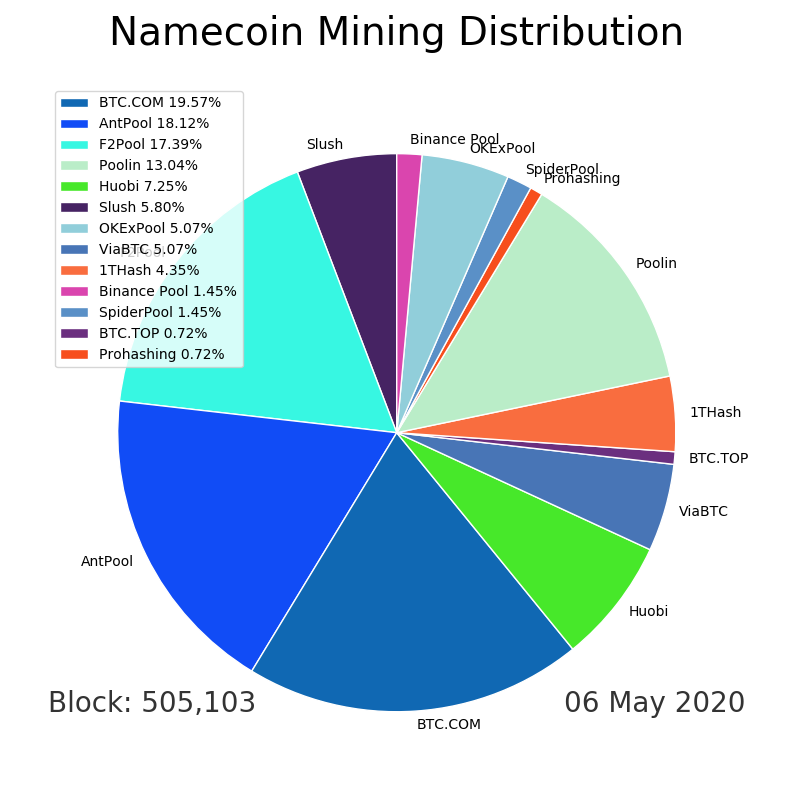 Namecoin Mining Distribution
BTC.COM 19.57%
AntPool 18.12%
F2Pool 17.39%
Poolin 13.04%
Huobi 7.25%
Slush 5.80%
OKExPool 5.07%
ViaBTC 5.07%
1THash 4.35%
Binance Pool 1.45%
SpiderPool 1.45%
BTC.TOP 0.72%
Prohashing 0.72%
Slush
Binance Pool
OKExPool
SpiderPool
Prohashing
Poolin
1THash
BTC.TOP
ViaBTC
Huobi
BTC.COM
AntPool
F2Pool
Block: 505,103
06 May 2020